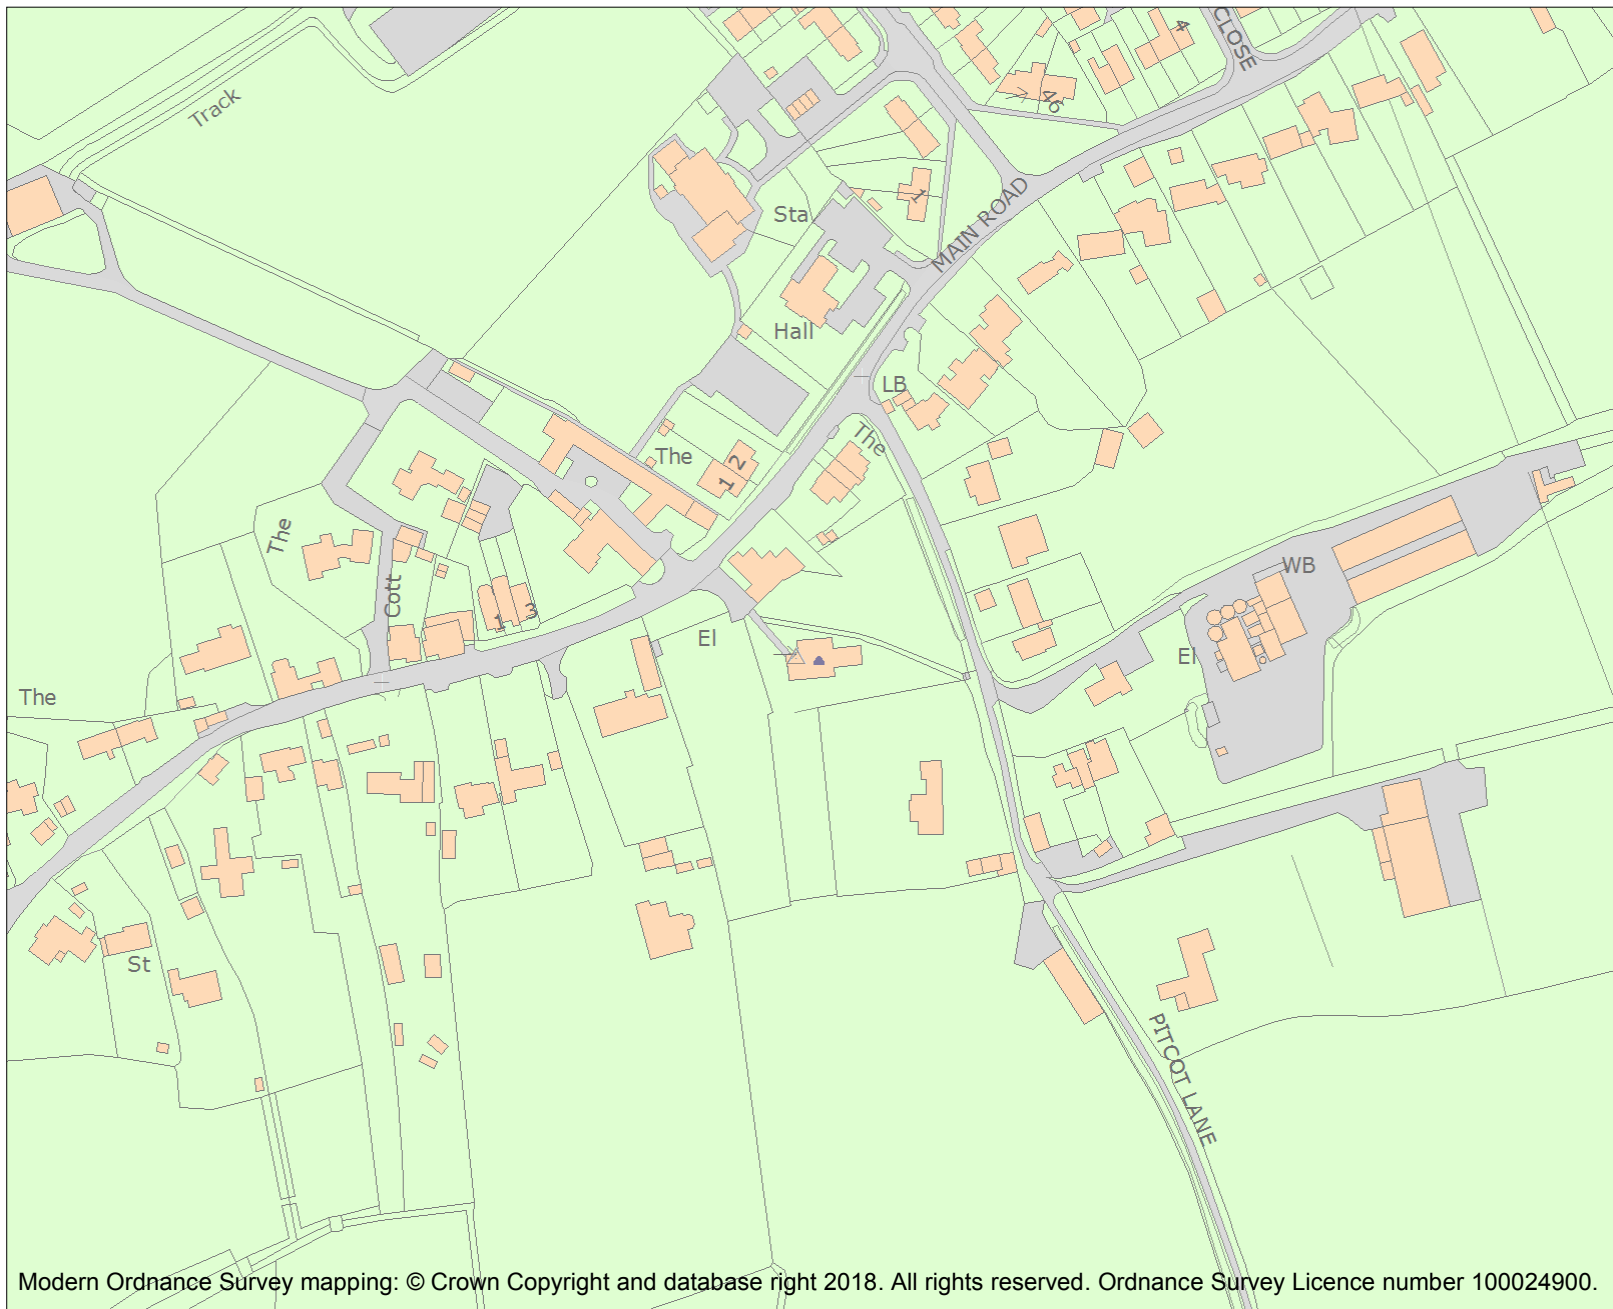 CLOSE
4
46
7
Track
1
Sta
MAIN ROAD
Hall
LB
The
The
2
1
The
WB
Cott
3
1
El
El
The
St
PITCOT LANE
Modern Ordnance Survey mapping: © Crown Copyright and database right 2018. All rights reserved. Ordnance Survey Licence number 100024900.